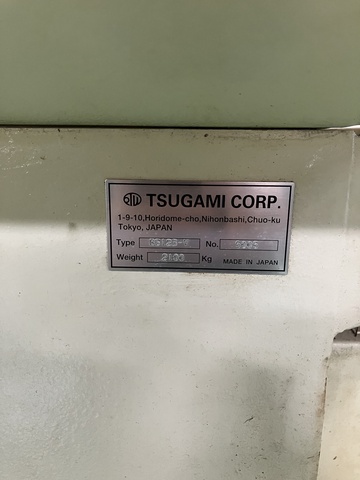 TSUGAMI CORP.
1-9-10,Horidome-cho,Nihonbashi,Chuo-ku
Tokyo, JAPAN
Type No.
Weight 2100 Kg MADE IN JAPAN